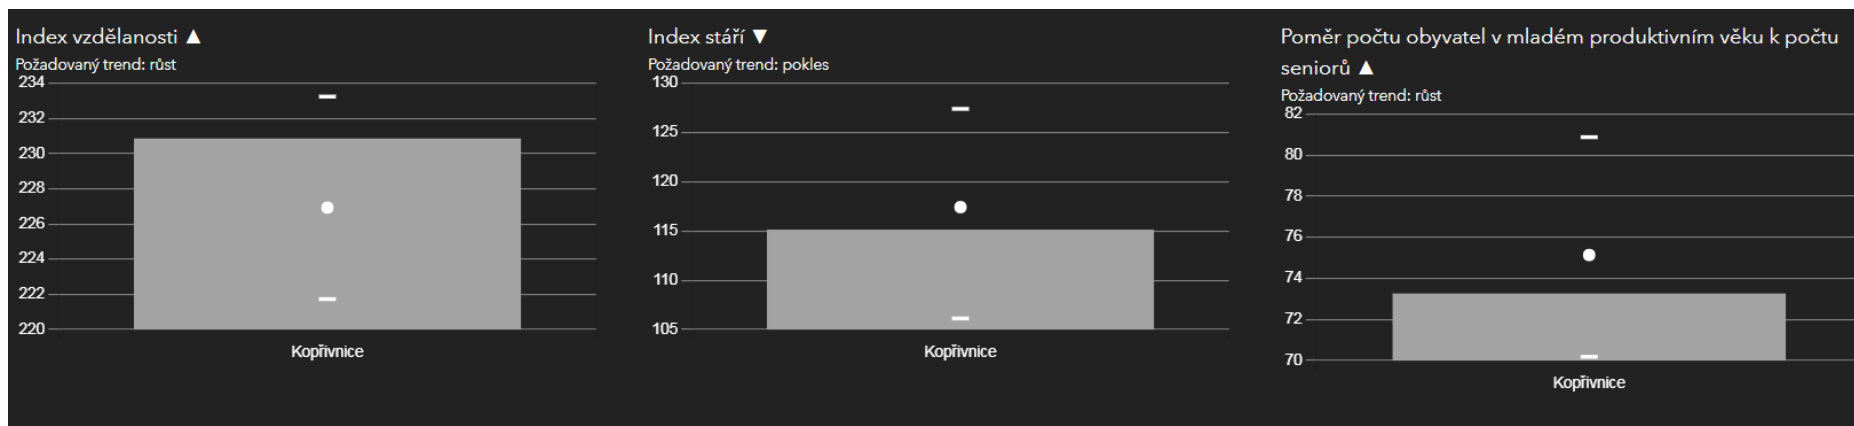 Index vzdělanosti ▲
Požadovaný trend: růst
234
232
230
228
226
224
222
220
Kopřivnice
Index stáří ▼
Požadovaný trend: pokles
130
125
120
115
110
105
Kopřivnice
Poměr počtu obyvatel v mladém produktivním věku k počtu
seniorů ▲
Požadovaný trend: růst
82
80
78
76
74
72
70
Kopřivnice